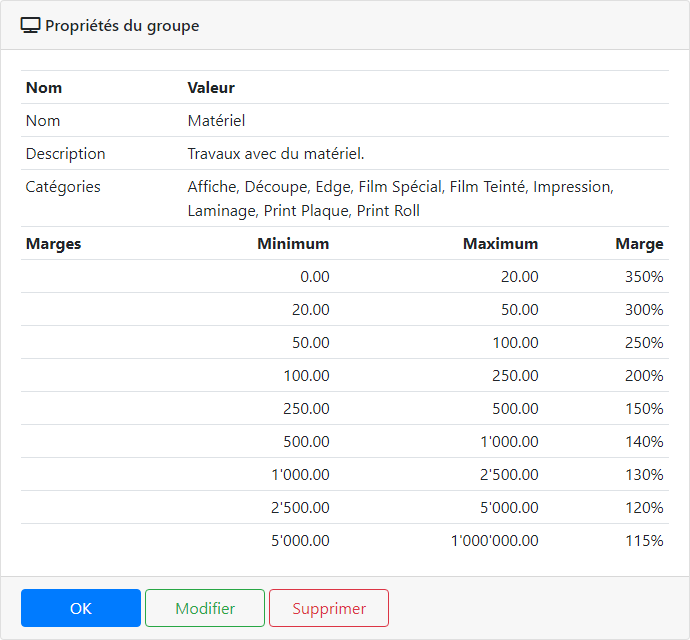 Propriétés du groupe
Nom Valeur
Nom Matériel
Description Travaux avec du matériel.
Catégories Affiche, Découpe, Edge, Film Spécial, Film Teinté, Impression,
Laminage, Print Plaque, Print Roll
Marges Minimum Maximum Marge
0.00 20.00 350%
20.00 50.00 300%
50.00 100.00 250%
100.00 250.00 200%
250.00 500.00 150%
500.00 1'000.00 140%
1'000.00 2'500.00 130%
2'500.00 5'000.00 120%
5'000.00 1'000'000.00 115%
OK Modifier Supprimer